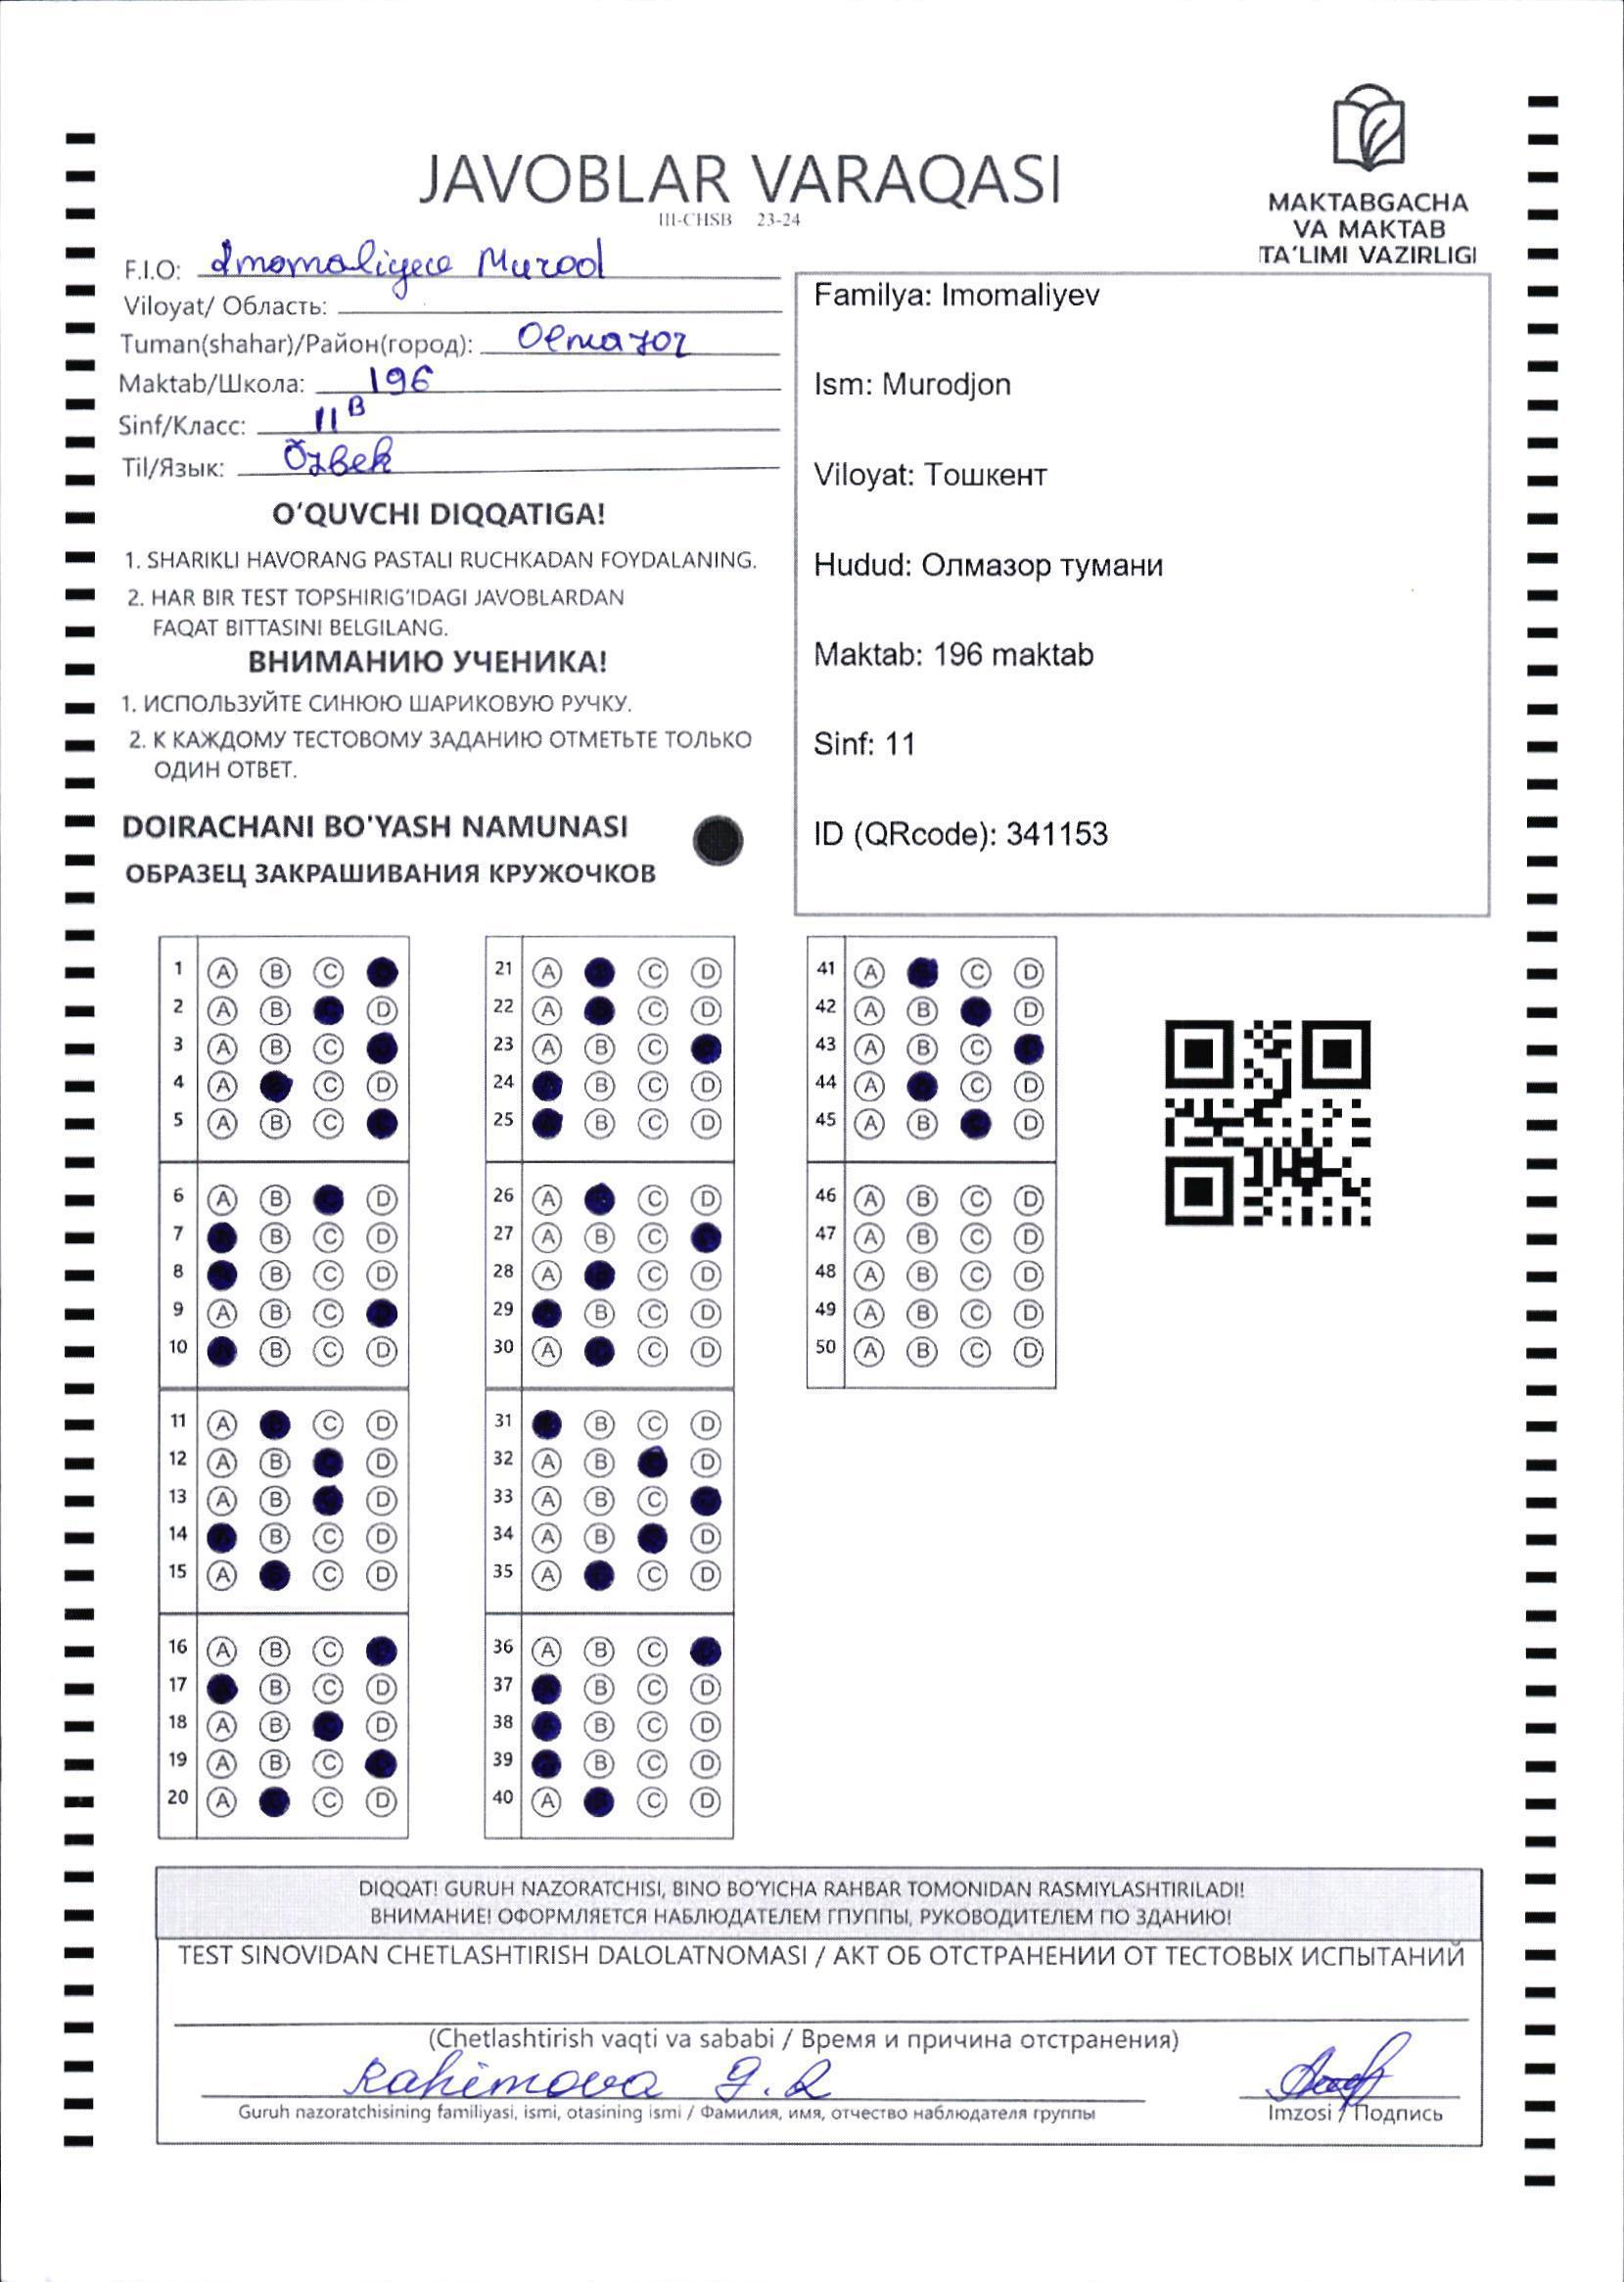 JAVOBLAR VARAQASI
III-CHSB 23-24
MAKTABGACHA
VA MAKTAB
TA'LIMI VAZIRLIGI
F.I.O: Imomaliyev Murod
Viloyat/ Область:
Tuman(shahar)/Район(город): Olmazor
Maktab/Школа: 196
Sinf/Класс: 11 B
Til/Язык: Õzbek
O'QUVCHI DIQQATIGA!
1. SHARIKLI HAVORANG PASTALI RUCHKADAN FOYDALANING.
2. HAR BIR TEST TOPSHIRIG'IDAGI JAVOBLARDAN
FAQAT BITTASINI BELGILANG.
ВНИМАНИЮ УЧЕНИКА!
1. ИСПОЛЬЗУЙТЕ СИНЮЮ ШАРИКОВУЮ РУЧКУ.
2. К КАЖДОМУ ТЕСТОВОМУ ЗАДАНИЮ ОТМЕТЬТЕ ТОЛЬКО
ОДИН ОТВЕТ.
DOIRACHANI BO'YASH NAMUNASI
ОБРАЗЕЦ ЗАКРАШИВАНИЯ КРУЖОЧКОВ
Familya: Imomaliyev
Ism: Murodjon
Viloyat: Тошкент
Hudud: Олмазор тумани
Maktab: 196 maktab
Sinf: 11
ID (QRcode): 341153
1 A B C
2 A B D
3 A B C
4 A C D
5 A B C
6 A B D
7 B C D
8 B C D
9 A B C
10 B C D
11 A C D
12 A B D
13 A B D
14 B C D
15 A C D
16 A B C
17 B C D
18 A B D
19 A B C
20 A C D
21 A C D
22 A C D
23 A B C
24 B C D
25 B C D
26 A C D
27 A B C
28 A C D
29 B C D
30 A C D
31 B C D
32 A B D
33 A B C
34 A B D
35 A C D
36 A B C
37 B C D
38 B C D
39 B C D
40 A C D
41 A C D
42 A B D
43 A B C
44 A C D
45 A B D
46 A B C D
47 A B C D
48 A B C D
49 A B C D
50 A B C D
DIQQAT! GURUH NAZORATCHISI, BINO BO'YICHA RAHBAR TOMONIDAN RASMIYLASHTIRILADI!
ВНИМАНИЕ! ОФОРМЛЯЕТСЯ НАБЛЮДАТЕЛЕМ ГПУППЫ, РУКОВОДИТЕЛЕМ ПО ЗДАНИЮ!
TEST SINOVIDAN CHETLASHTIRISH DALOLATNOMASI / АКТ ОБ ОТСТРАНЕНИИ ОТ ТЕСТОВЫХ ИСПЫТАНИЙ
(Chetlashtirish vaqti va sababi / Время и причина отстранения)
Rahimova G.R
Guruh nazoratchisining familiyasi, ismi, otasining ismi / Фамилия, имя, отчество наблюдателя группы
Imzosi / Подпись